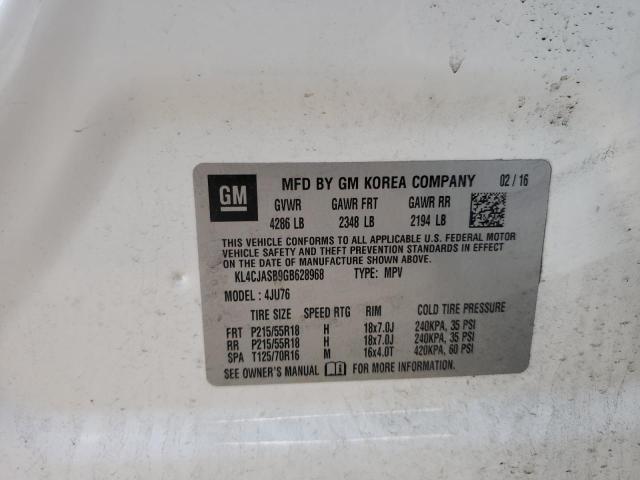 GM
MFD BY GM KOREA COMPANY 02 / 16
GVWR GAWR FRT GAWR RR
4286 LB 2348 LB 2194 LB
THIS VEHICLE CONFORMS TO ALL APPLICABLE U.S. FEDERAL MOTOR
VEHICLE SAFETY AND THEFT PREVENTION STANDARDS IN EFFECT
ON THE DATE OF MANUFACTURE SHOWN ABOVE.
KL4CJASB9GB628968 TYPE: MPV
MODEL : 4JU76
TIRE SIZE SPEED RTG RIM COLD TIRE PRESSURE
FRT P215/55R18 H 18x7.0J 240KPA, 35 PSI
RR P215/55R18 H 18x7.0J 240KPA, 35 PSI
SPA T125/70R16 M 16x4.0T 420KPA, 60 PSI
SEE OWNER'S MANUAL FOR MORE INFORMATION